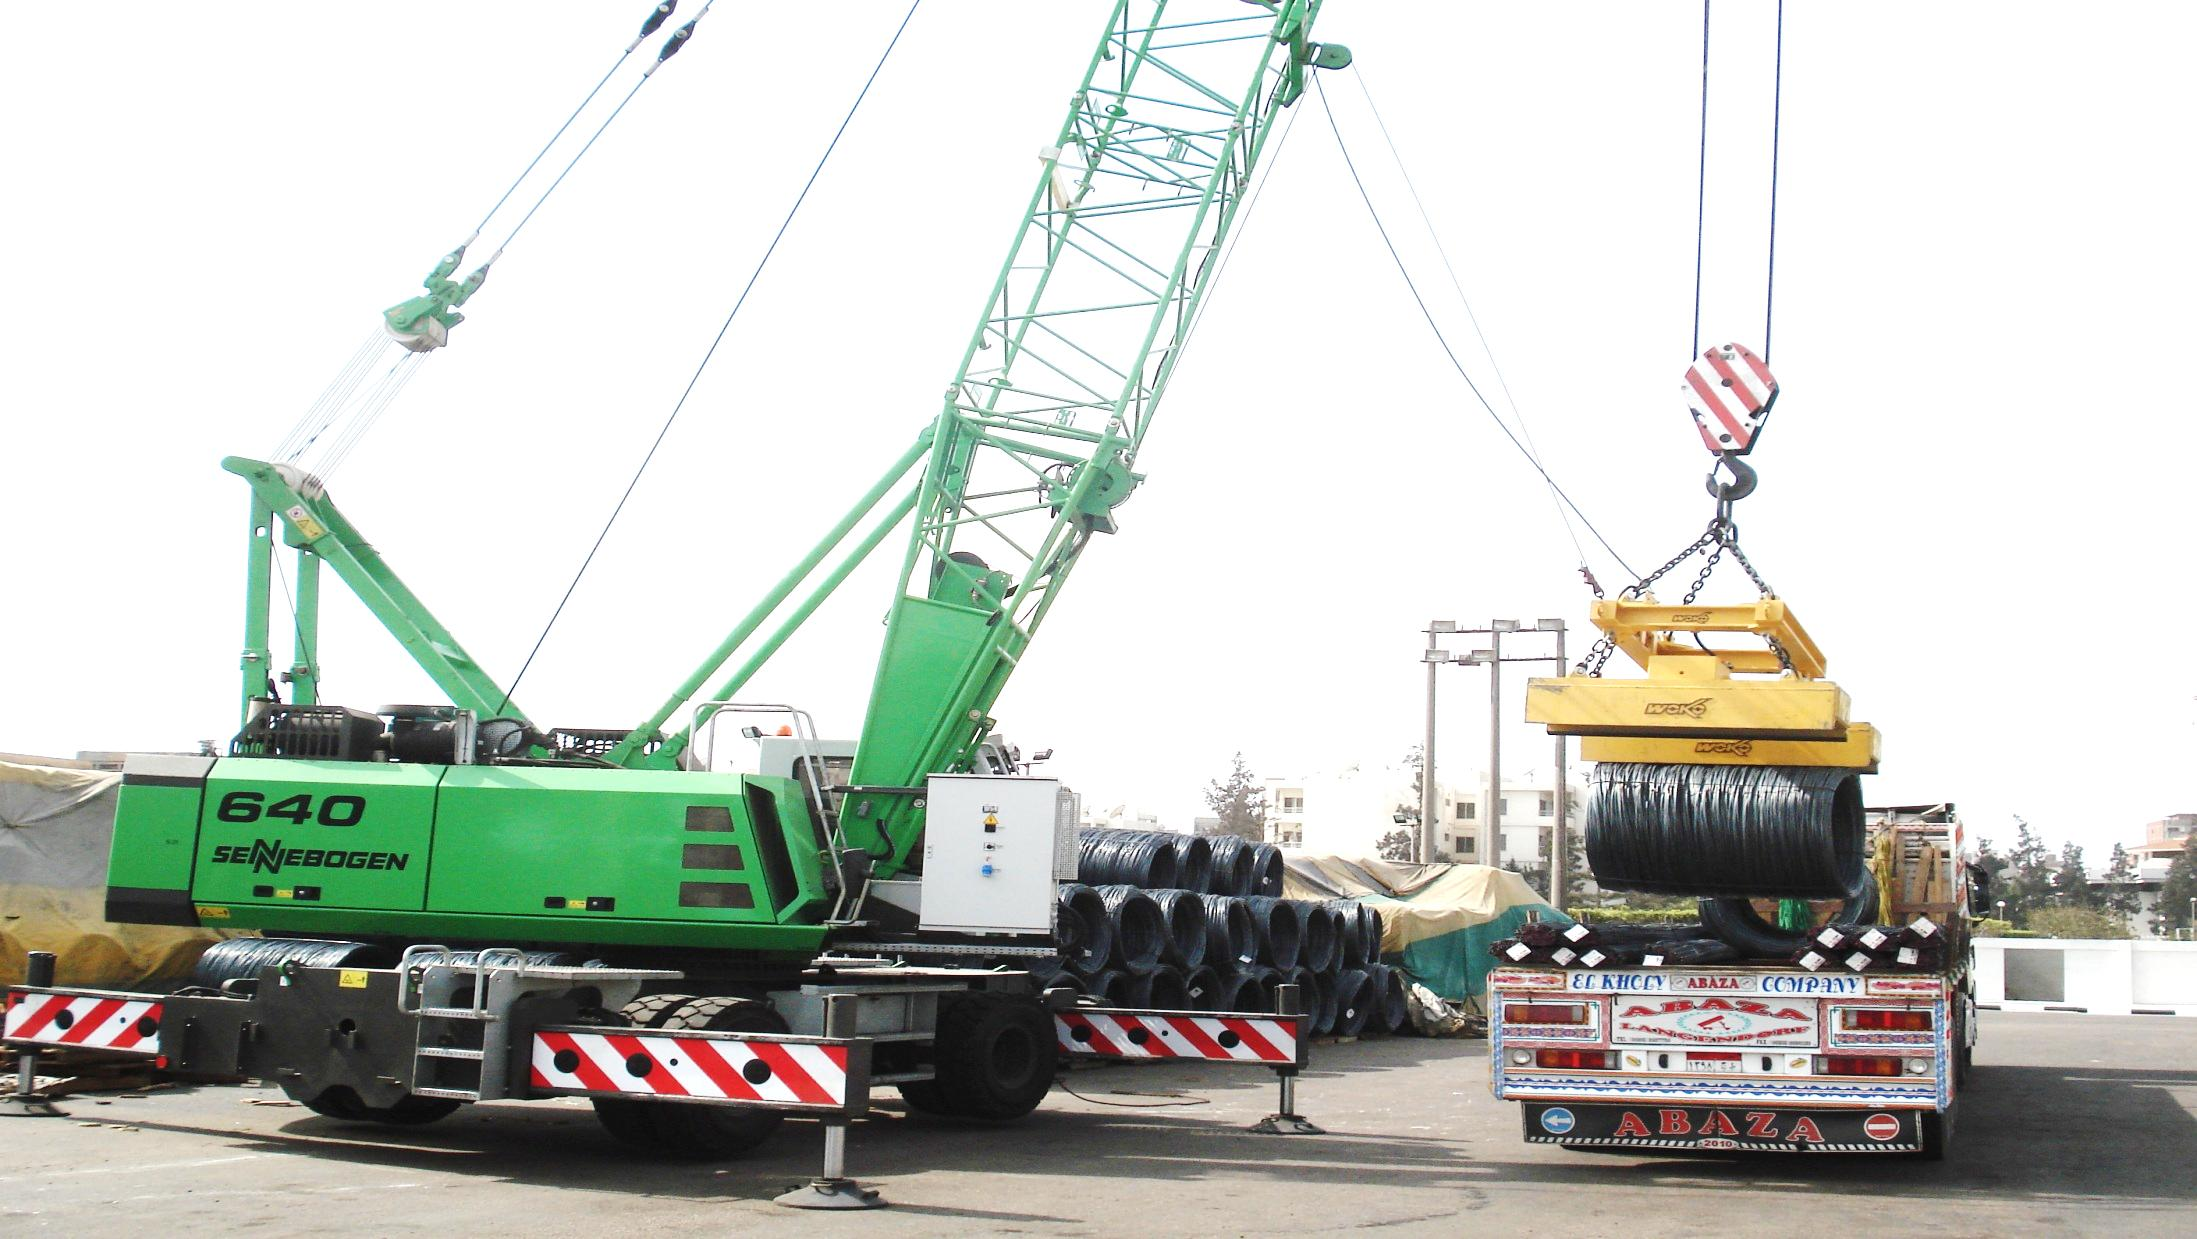 640
SENNEBOGEN
WOKO
WOKO
WOKO
EL KHOLY ABAZA COMPANY
ABAZA
LANGENDORF
ABAZA
2010